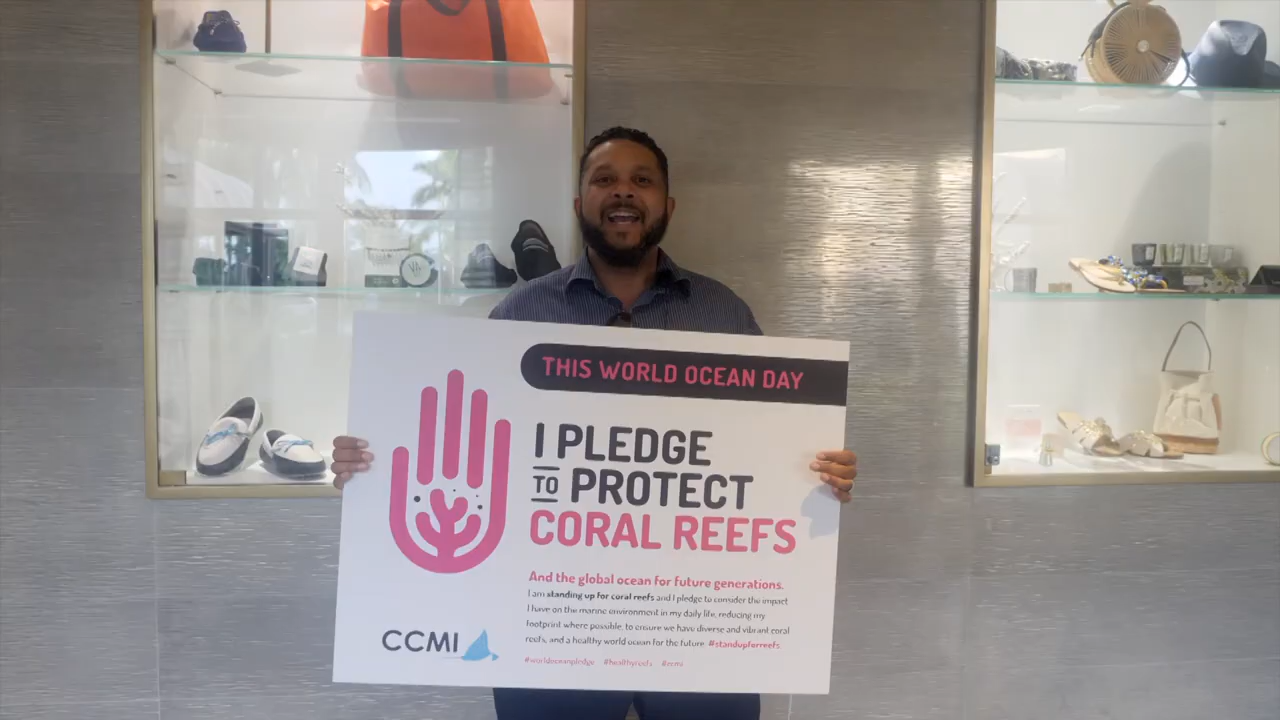 THIS WORLD OCEAN DAY
I PLEDGE
TO PROTECT
CORAL REEFS
And the global ocean for future generations.
I am standing up for coral reefs and I pledge to consider the impact
I have on the marine environment in my daily life, reducing my
footprint where possible, to ensure we have diverse and vibrant coral
reefs, and a healthy world ocean for the future. #standupforreefs
#worldoceanpledge #healthyreefs #ccmi
CCMI